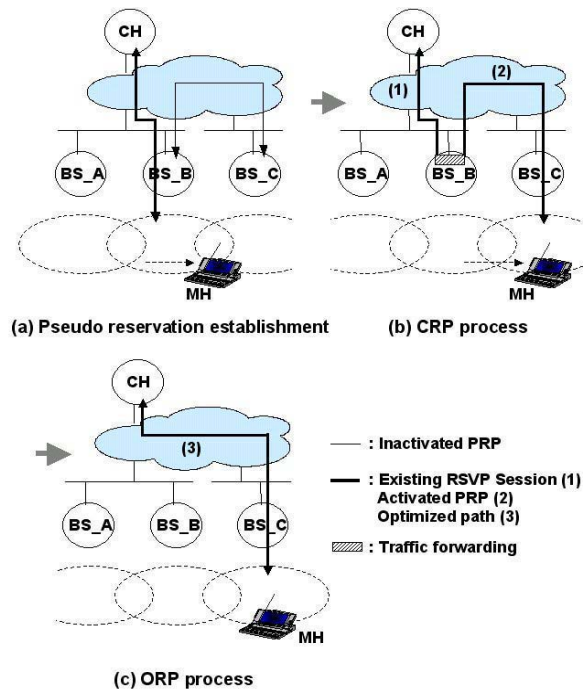 CH
BS_A
BS_B
BS_C
MH
(a) Pseudo reservation establishment
CH
(1)
(2)
BS_A
BS_B
BS_C
MH
(b) CRP process
CH
(3)
BS_A
BS_B
BS_C
MH
(c) ORP process
: Inactivated PRP
: Existing RSVP Session (1)
Activated PRP (2)
Optimized path (3)
: Traffic forwarding